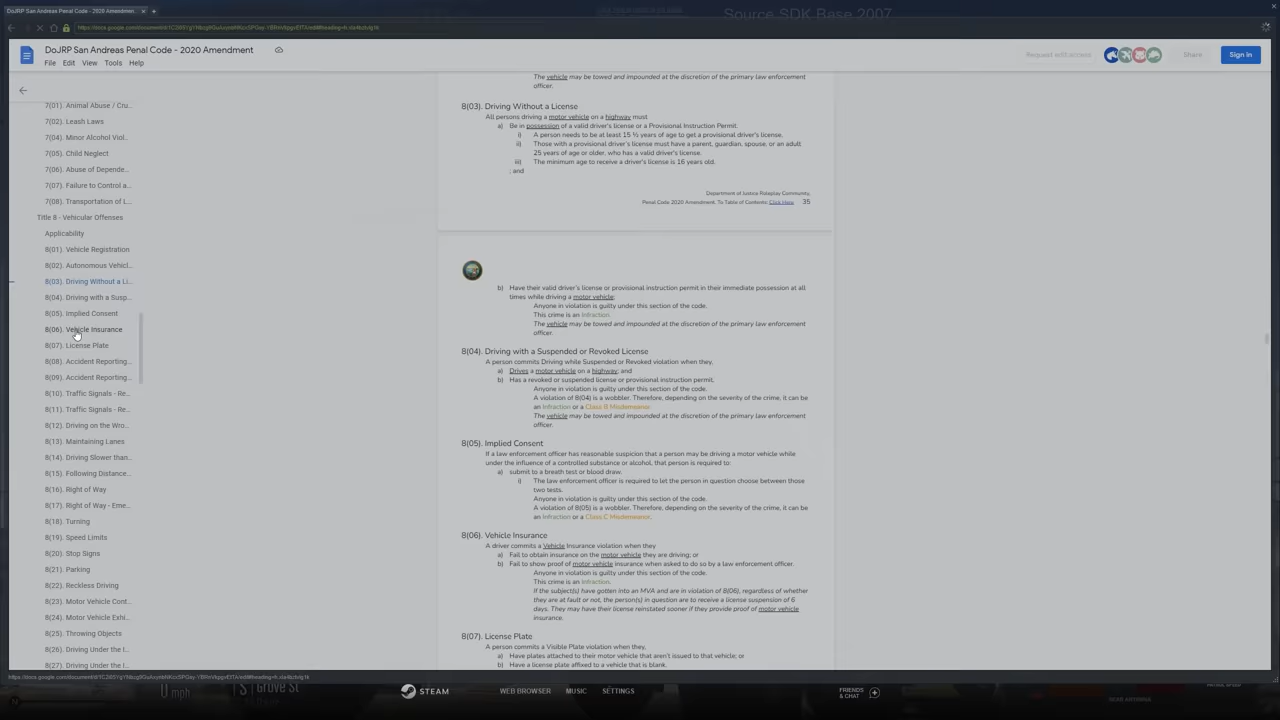 Source SDK Base 2007
DoJRP San Andreas Penal Code - 2020 Amendmen...
DoJRP San Andreas Penal Code - 2020 Amendment
File Edit View Tools Help
Request edit access
Share
Sign in
7(01). Animal Abuse / Cru...
7(02). Leash Laws
7(04). Minor Alcohol Viol...
7(05). Child Neglect
7(06). Abuse of Depende...
7(07). Failure to Control a...
7(08). Transportation of L...
Title 8 - Vehicular Offenses
Applicability
8(01). Vehicle Registration
8(02). Autonomous Vehicl...
8(03). Driving Without a Li...
8(04). Driving with a Susp...
8(05). Implied Consent
8(06). Vehicle Insurance
8(07). License Plate
8(08). Accident Reporting...
8(09). Accident Reporting...
8(10). Traffic Signals - Re...
8(11). Traffic Signals - Re...
8(12). Driving on the Wro...
8(13). Maintaining Lanes
8(14). Driving Slower than...
8(15). Following Distance...
8(16). Right of Way
8(17). Right of Way - Eme...
8(18). Turning
8(19). Speed Limits
8(20). Stop Signs
8(21). Parking
8(22). Reckless Driving
8(23). Motor Vehicle Cont...
8(24). Motor Vehicle Exhi...
8(25). Throwing Objects
8(26). Driving Under the I...
8(27). Driving Under the I...
The vehicle may be towed and impounded at the discretion of the primary law enforcement
officer.
8(03). Driving Without a License
All persons driving a motor vehicle on a highway must
a) Be in possession of a valid driver's license or a Provisional Instruction Permit.
i) A person needs to be at least 15 ½ years of age to get a provisional driver's license.
ii) Those with a provisional driver's license must have a parent, guardian, spouse, or an adult
25 years of age or older, who has a valid driver's license.
iii) The minimum age to receive a driver's license is 16 years old.
; and
Department of Justice Roleplay Community,
Penal Code 2020 Amendment, To Table of Contents: Click Here. 35
b) Have their valid driver's license or provisional instruction permit in their immediate possession at all
times while driving a motor vehicle;
Anyone in violation is guilty under this section of the code.
This crime is an Infraction.
The vehicle may be towed and impounded at the discretion of the primary law enforcement
officer.
8(04). Driving with a Suspended or Revoked License
A person commits Driving while Suspended or Revoked violation when they,
a) Drives a motor vehicle on a highway; and
b) Has a revoked or suspended license or provisional instruction permit,
Anyone in violation is guilty under this section of the code.
A violation of 8(04) is a wobbler. Therefore, depending on the severity of the crime, it can be
an Infraction or a Class B Misdemeanor.
The vehicle may be towed and impounded at the discretion of the primary law enforcement
officer.
8(05). Implied Consent
If a law enforcement officer has reasonable suspicion that a person may be driving a motor vehicle while
under the influence of a controlled substance or alcohol, that person is required to:
a) submit to a breath test or blood draw.
i) The law enforcement officer is required to let the person in question choose between those
two tests.
Anyone in violation is guilty under this section of the code.
A violation of 8(05) is a wobbler. Therefore, depending on the severity of the crime, it can be
an Infraction or a Class C Misdemeanor.
8(06). Vehicle Insurance
A driver commits a Vehicle Insurance violation when they
a) Fail to obtain insurance on the motor vehicle they are driving; or
b) Fail to show proof of motor vehicle insurance when asked to do so by a law enforcement officer.
Anyone in violation is guilty under this section of the code.
This crime is an Infraction.
If the subject(s) have gotten into an MVA and are in violation of 8(06), regardless of whether
they are at fault or not, the person(s) in question are to receive a license suspension of 6
days. They may have their license reinstated sooner if they provide proof of motor vehicle
insurance.
8(07). License Plate
A person commits a Visible Plate violation when they,
a) Have plates attached to their motor vehicle that aren't issued to that vehicle; or
b) Have a license plate affixed to a vehicle that is blank.
0 mph
Grove St
STEAM
WEB BROWSER MUSIC SETTINGS
FRIENDS
& CHAT